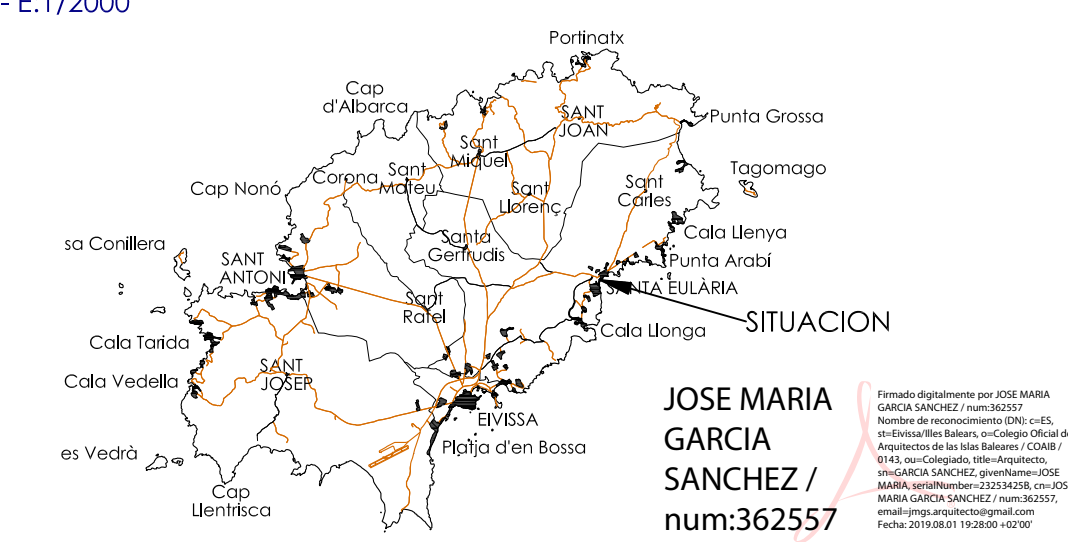 - E.1/2000
Portinatx
Cap
d'Albarca
SANT
JOAN
Punta Grossa
Sant
Miquel
Tagomago
Corona
Sant
Mateu
Cap Nonó
Sant
Llorenç
Sant
Carles
sa Conillera
Santa
Gertrudis
Cala Llenya
SANT
ANTONI
Punta Arabí
SANTA EULÀRIA
Sant
Rafel
SITUACION
Cala Llonga
Cala Tarida
SANT
JOSEP
Cala Vedella
EIVISSA
Platja d'en Bossa
es Vedrà
Cap
Llentrisca
JOSE MARIA
GARCIA
SANCHEZ /
num:362557
Firmado digitalmente por JOSE MARIA
GARCIA SANCHEZ / num:362557
Nombre de reconocimiento (DN): c=ES,
st=Eivissa/Illes Balears, o=Colegio Oficial de
Arquitectos de las Islas Baleares / COAIB /
0143, ou=Colegiado, title=Arquitecto,
sn=GARCIA SANCHEZ, givenName=JOSE
MARIA, serialNumber=23253425B, cn=JOS
MARIA GARCIA SANCHEZ / num:362557,
email=jmgs.arquitecto@gmail.com
Fecha: 2019.08.01 19:28:00 +02'00'